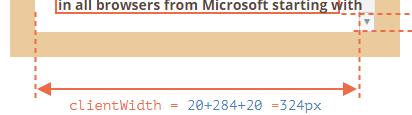 in all browsers from Microsoft starting with
clientWidth = 20+284+20 =324px